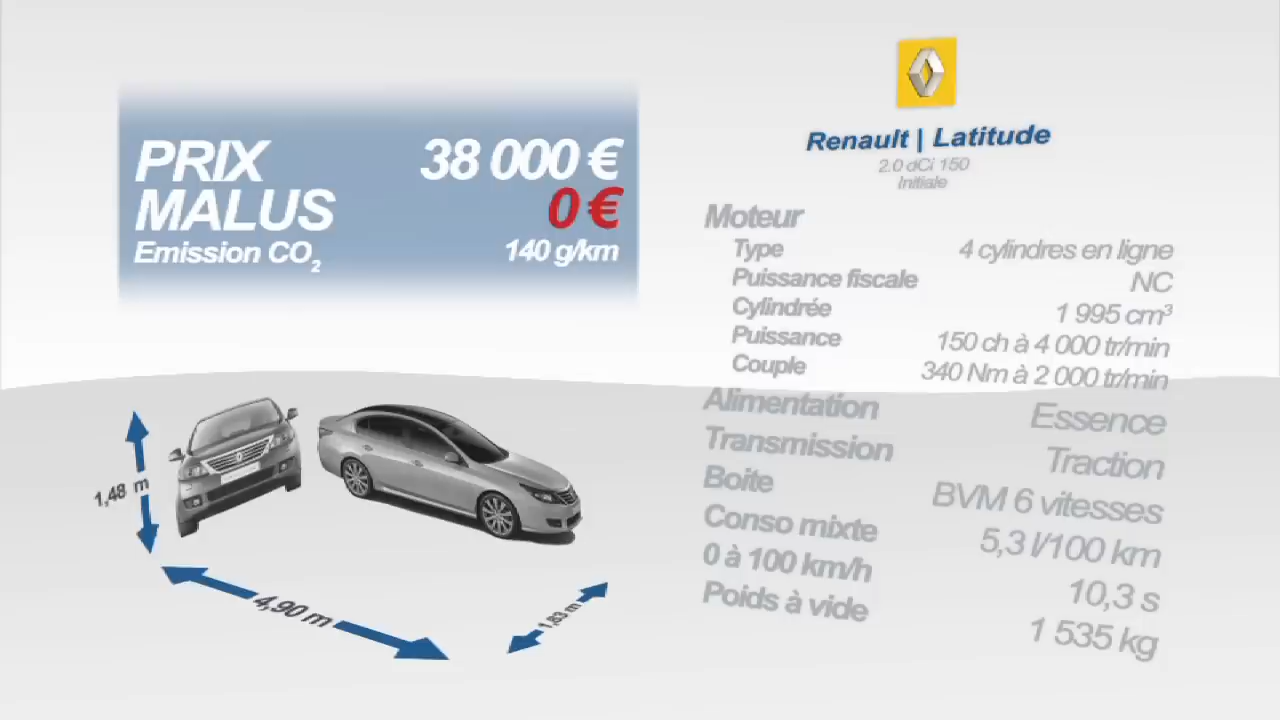 PRIX 38 000 €
MALUS 0 €
Emission CO₂ 140 g/km
Renault | Latitude
2.0 dCi 150
Initiale
Moteur
Type 4 cylindres en ligne
Puissance fiscale NC
Cylindrée 1 995 cm³
Puissance 150 ch à 4 000 tr/min
Couple 340 Nm à 2 000 tr/min
Alimentation Essence
Transmission Traction
Boite BVM 6 vitesses
Conso mixte 5,3 l/100 km
0 à 100 km/h 10,3 s
Poids à vide 1 535 kg
1,48 m
4,90 m
1,83 m